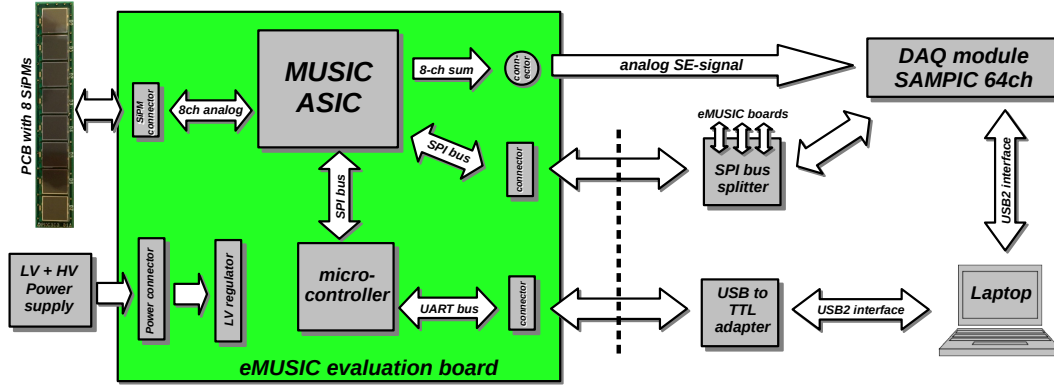 PCB with 8 SiPMs
SiPM
connector
8ch analog
MUSIC
ASIC
8-ch sum
conn-
ector
analog SE-signal
DAQ module
SAMPIC 64ch
eMUSIC boards
SPI bus
connector
SPI bus
splitter
USB2 interface
SPI bus
LV + HV
Power
supply
Power connector
LV regulator
micro-
controller
UART bus
connector
USB to
TTL
adapter
USB2 interface
Laptop
eMUSIC evaluation board